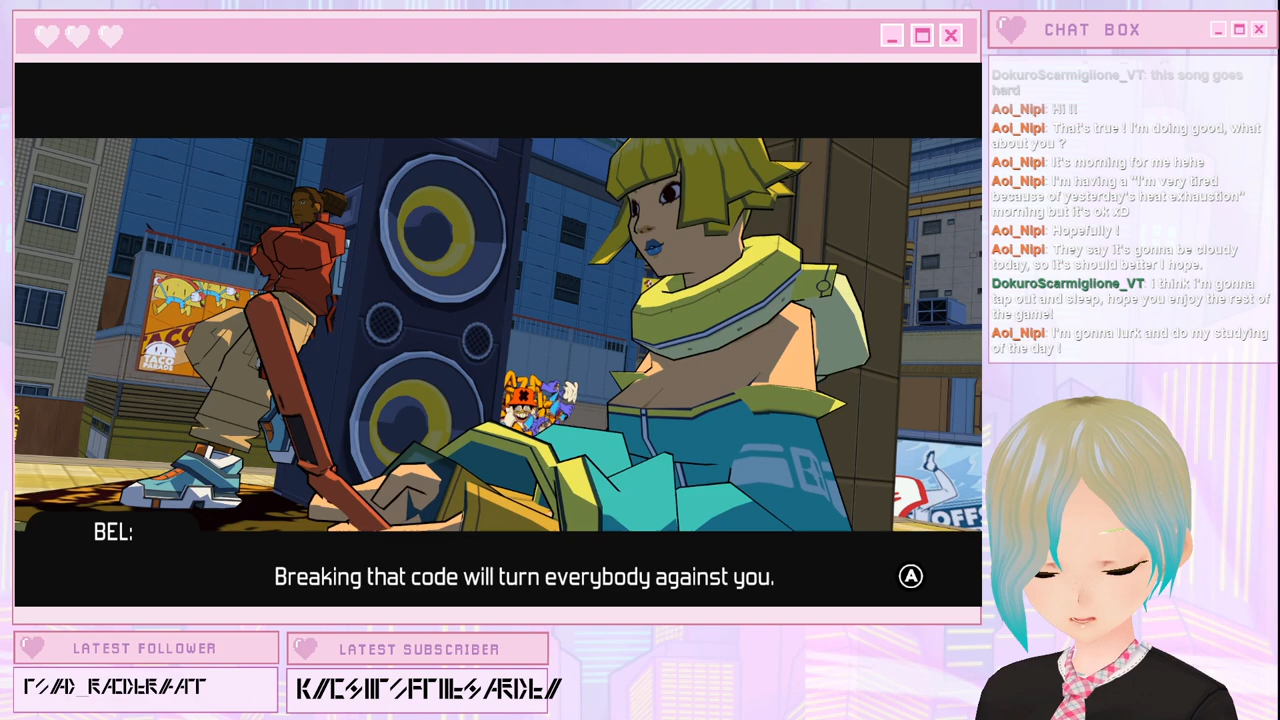 CHAT BOX
DokuroScarmiglione_VT: this song goes
hard
Aoi_Nipi: Hi !!
Aoi_Nipi: That's true ! I'm doing good, what
about you ?
Aoi_Nipi: It's morning for me hehe
Aoi_Nipi: I'm having a "I'm very tired
because of yesterday's heat exhaustion"
morning but it's ok xD
Aoi_Nipi: Hopefully !
Aoi_Nipi: They say it's gonna be cloudy
today, so it's should better I hope.
DokuroScarmiglione_VT: I think I'm gonna
tap out and sleep, hope you enjoy the rest of
the game!
Aoi_Nipi: I'm gonna lurk and do my studying
of the day !
TACO
PARADE
OFFS
BEL:
Breaking that code will turn everybody against you.
A
LATEST FOLLOWER
LATEST SUBSCRIBER